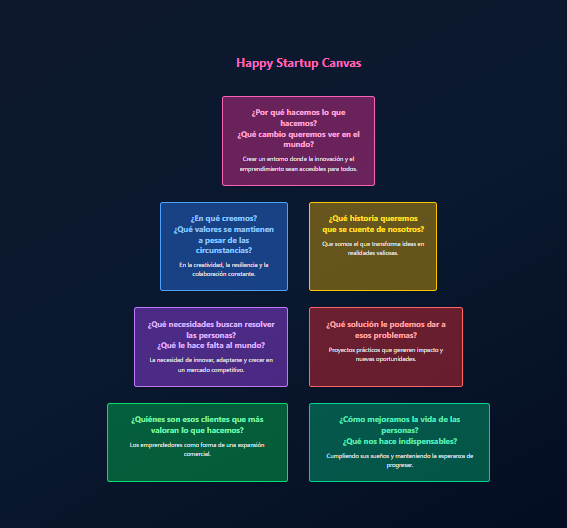 Happy Startup Canvas
¿Por qué hacemos lo que
hacemos?
¿Qué cambio queremos ver en el
mundo?
Crear un entorno donde la innovación y el
emprendimiento sean accesibles para todos.
¿En qué creemos?
¿Qué valores se mantienen
a pesar de las
circunstancias?
En la creatividad, la resiliencia y la
colaboración constante.
¿Qué historia queremos
que se cuente de nosotros?
Que somos el que transforma ideas en
realidades valiosas.
¿Qué necesidades buscan resolver
las personas?
¿Qué le hace falta al mundo?
La necesidad de innovar, adaptarse y crecer en
un mercado competitivo.
¿Qué solución le podemos dar a
esos problemas?
Proyectos prácticos que generen impacto y
nuevas oportunidades.
¿Quiénes son esos clientes que más
valoran lo que hacemos?
Los emprendedores como forma de una expansión
comercial.
¿Cómo mejoramos la vida de las
personas?
¿Qué nos hace indispensables?
Cumpliendo sus sueños y manteniendo la esperanza de
progresar.